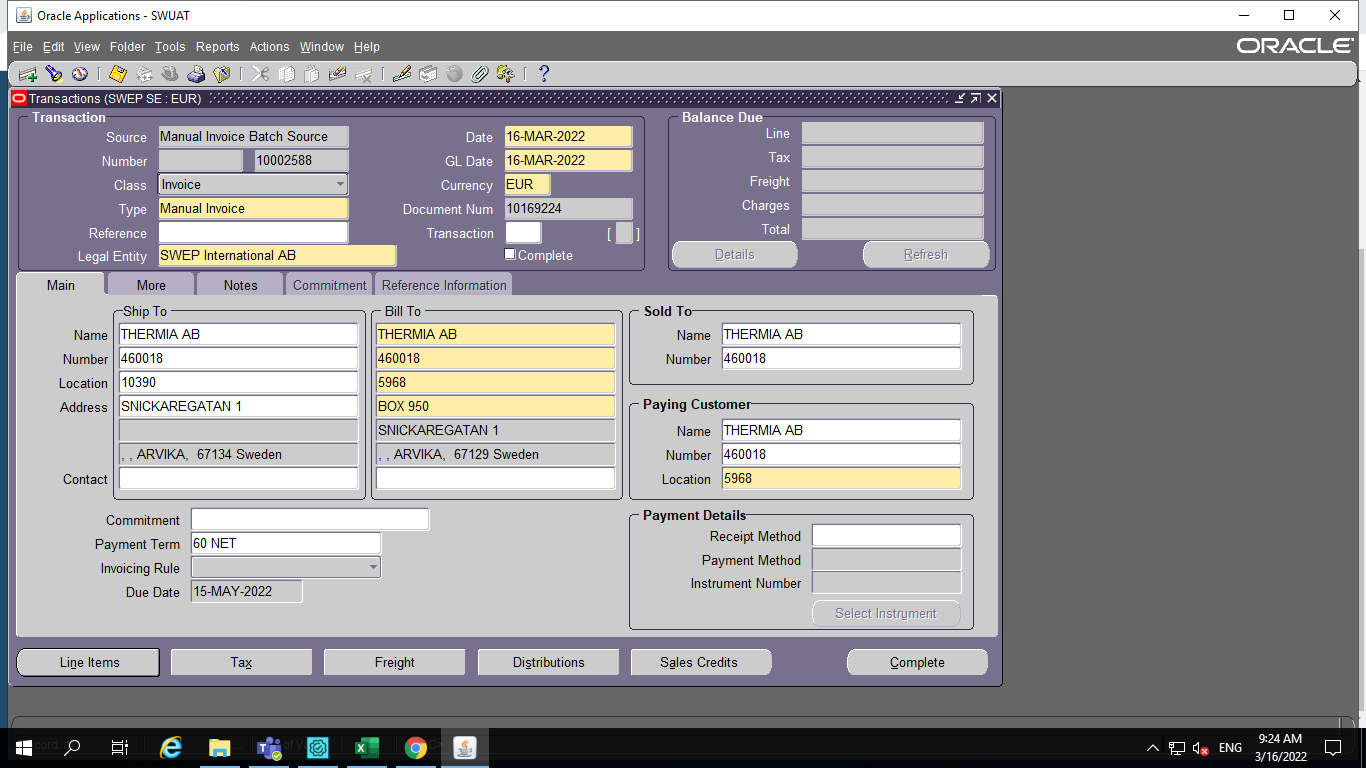 Oracle Applications - SWUAT
File Edit View Folder Tools Reports Actions Window Help
ORACLE
Transactions (SWEP SE : EUR)
Transaction
Source Manual Invoice Batch Source
Number 10002588
Class Invoice
Type Manual Invoice
Reference
Legal Entity SWEP International AB
Date 16-MAR-2022
GL Date 16-MAR-2022
Currency EUR
Document Num 10169224
Transaction [ ]
Complete
Balance Due
Line
Tax
Freight
Charges
Total
Details Refresh
Main More Notes Commitment Reference Information
Ship To
Name THERMIA AB
Number 460018
Location 10390
Address SNICKAREGATAN 1
, , ARVIKA, 67134 Sweden
Contact
Bill To
THERMIA AB
460018
5968
BOX 950
SNICKAREGATAN 1
, , ARVIKA, 67129 Sweden
Sold To
Name THERMIA AB
Number 460018
Paying Customer
Name THERMIA AB
Number 460018
Location 5968
Commitment
Payment Term 60 NET
Invoicing Rule
Due Date 15-MAY-2022
Payment Details
Receipt Method
Payment Method
Instrument Number
Select Instrument
Line Items Tax Freight Distributions Sales Credits Complete
ENG
9:24 AM
3/16/2022